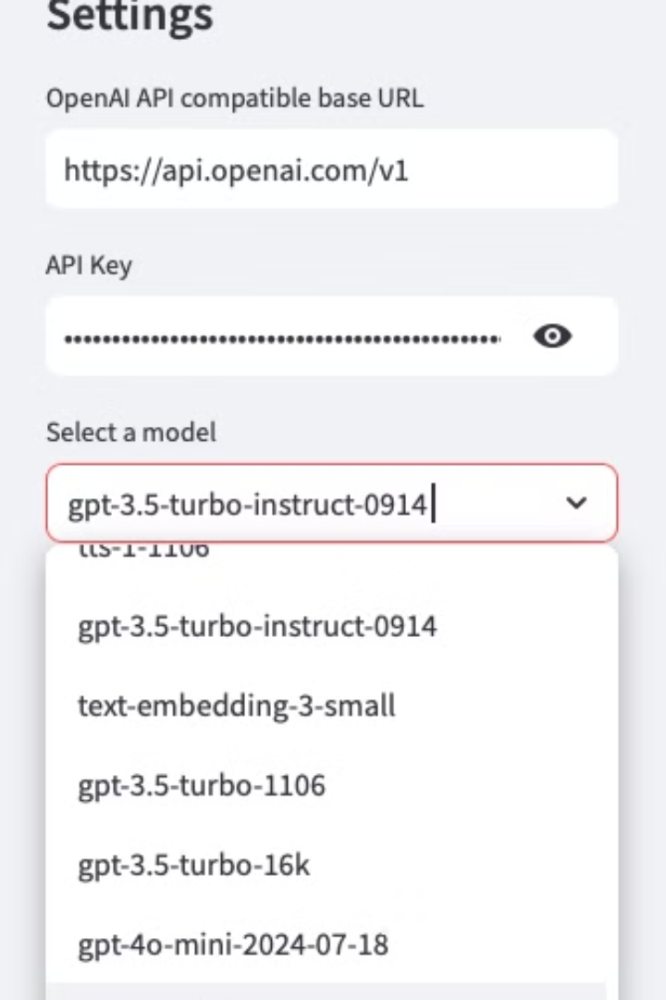 Settings
OpenAI API compatible base URL
https://api.openai.com/v1
API Key
Select a model
gpt-3.5-turbo-instruct-0914
tts-1-1106
gpt-3.5-turbo-instruct-0914
text-embedding-3-small
gpt-3.5-turbo-1106
gpt-3.5-turbo-16k
gpt-4o-mini-2024-07-18